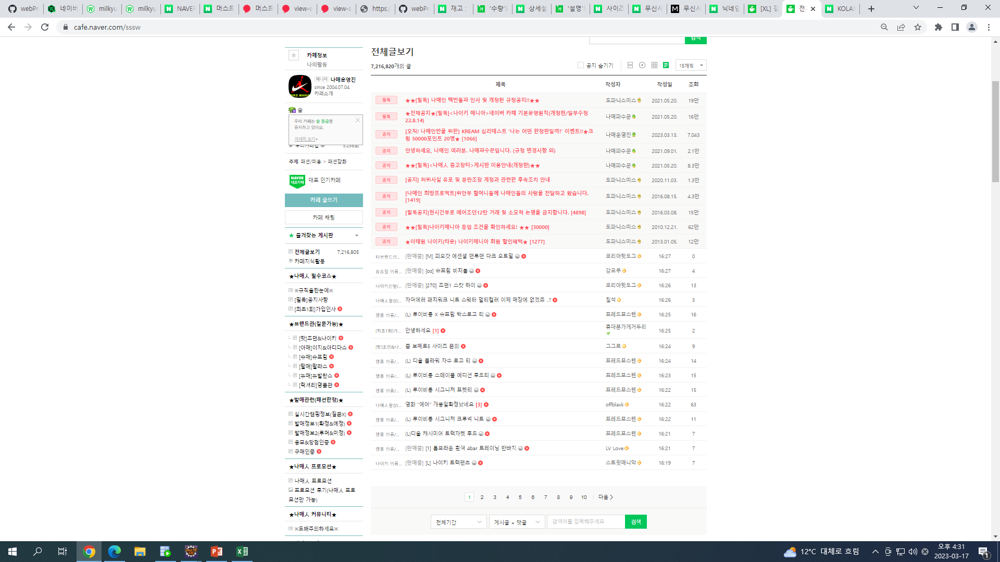 webPr
네이버
milkyu
milkyu
NAVER
머스트
머스트
view-s
view-s
https:/
webPr
재고 :
'수량'으
상세설
'설명'으
사이즈
무신사
무신사
닉네임
[XL] 긴
전체
KOLAS
cafe.naver.com/sssw
검색
카페정보
나의활동
매니저 나매운영진
since 2004.07.04.
카페소개
NIKE MANIA
숲
우리 카페는 숲 등급을
유지하고 있어요.
자세히 보기
주제 패션/미용 > 패션잡화
NAVER
대표카페
대표 인기카페
카페 글쓰기
카페 채팅
★ 즐겨찾는 게시판
전체글보기 7,216,805
카페지식활동
★나매人 필수코스★
※규칙을한눈에※
[필독]공지사항
[최초1회]가입인사 N
★브랜드관(질문가능)★
[핫]조던&나이키 N
[아매]이지&아디다스 N
[슈매]슈프림 N
[팔매]팔라스 N
[뉴매]뉴발란스 N
[럭셔리]명품관 N
★발매관련(패션한정)★
실시간캠핑정보(질문X) N
발매정보1(확정&예정) N
발매정보2(루머&미정) N
응모&당첨인증 N
구매인증 N
★나매人 프로모션★
나매人 프로모션
프로모션 후기(나매人 프로
모션만 가능)
★나매人 커뮤니티★
※도배주의하세요※
전체글보기
7,216,820개의 글
공지 숨기기
15개씩
제목 작성자 작성일 조회
필독 ★★[필독] 나매인 백만돌파 인사 및 개정된 규정공지!!★★ 도파니스미스 2021.05.20. 19만
필독 ★전체공지★[필독]<나이키 매니아>네이버 카페 기본운영원칙(개정판/일부수정
22.8.14) 나매파수꾼 2021.05.20. 16만
공지 [오직! 나매인만을 위한] KREAM 심리테스트 '나는 어떤 한정판일까?' 이벤트!!★크
림 50000포인트 20명★ [1066] 나매운영진 2023.03.13. 7,043
공지 안녕하세요, 나매인 여러분. 나매파수꾼입니다. (규정 변경사항 외) 나매파수꾼 2021.09.01. 2.1만
공지 ★★[필독]<나매人 중고장터>게시판 이용안내(개정판)★★ 나매파수꾼 2021.05.20. 8.3만
공지 [공지] 허위사실 유포 및 분란조장 계정과 관련한 후속조치 안내 도파니스미스 2020.11.03. 1.3만
공지 [나매인 희망프로젝트]위안부 할머니들께 나매인들의 사랑을 전달하고 왔습니다.
[1419] 도파니스미스 2016.08.15. 4.3만
공지 [필독공지]현시간부로 에어조던12탄 거래 및 소모적 논쟁을 금지합니다. [4898] 도파니스미스 2016.03.08. 15만
공지 ★★[필독]나이키매니아 등업 조건을 확인하세요! ★★ [30000] 도파니스미스 2010.12.21. 62만
공지 ★이태원 나이키(타운) 나이키매니아 회원 할인혜택★ [1277] 도파니스미스 2013.01.05. 12만
타브랜드의... [판매중] [M] 피오갓 에센셜 맨투맨 다크 오트밀 N 코리아핫도그 16:27 0
슈프림 의류... [판매중] [os] 슈프림 비치볼 N 강코쿠 16:27 4
나이키신발(... [판매중] [270] 조던1 스캇 하이 N 코리아핫도그 16:26 13
나매人일상(... 자더에러 패치워크 니트 스웨터 멀티컬러 이제 매장에 없겠죠 ..? N 칠석 16:26 3
명품 의류/... (L) 루이비통 X 슈프림 박스로고 티 N 프레드포스텐 16:25 16
[최초1회]가... 안녕하세요 [1] N 휴대폰가게거두리 16:25 2
[핫]조던&나... 줌 보메로5 사이즈 문의 N 그그르 16:24 9
명품 의류/... (L) 디올 플라워 자수 로고 티 N 프레드포스텐 16:24 14
명품 의류/... (L) 루이비통 스테이플 에디션 후드티 N 프레드포스텐 16:23 15
명품 의류/... (L) 루이비통 시그니처 포켓티 N 프레드포스텐 16:22 15
나매人일상(... 영화 "에어" 개봉일확정났네요 [3] N offblaxk 16:22 63
명품 의류/... (L) 루이비통 시그니처 크루넥 니트 N 프레드포스텐 16:22 11
명품 의류/... (L)디올 캐시미어 트랙자켓 후드 N 프레드포스텐 16:21 7
명품 의류/... [판매중] [1] 톰브라운 흰색 4bar 트레이닝 반바지 N LV Love 16:21 7
나이키 의류... [판매중] [L] 나이키 트랙팬츠 N 스트릿매니악 16:19 7
1 2 3 4 5 6 7 8 9 10 다음
전체기간 게시글 + 댓글 검색어를 입력해주세요 검색
12°C 대체로 흐림
오후 4:31
2023-03-17
1